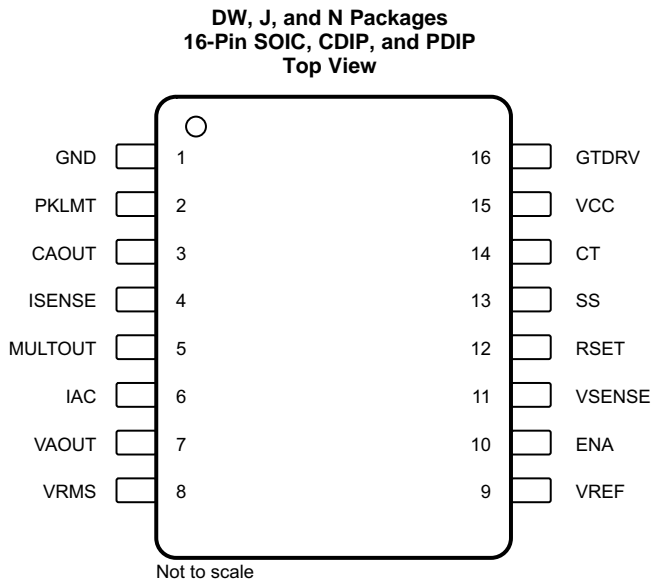 DW, J, and N Packages
16-Pin SOIC, CDIP, and PDIP
Top View
GND 1 16 GTDRV
PKLMT 2 15 VCC
CAOUT 3 14 CT
ISENSE 4 13 SS
MULTOUT 5 12 RSET
IAC 6 11 VSENSE
VAOUT 7 10 ENA
VRMS 8 9 VREF
Not to scale